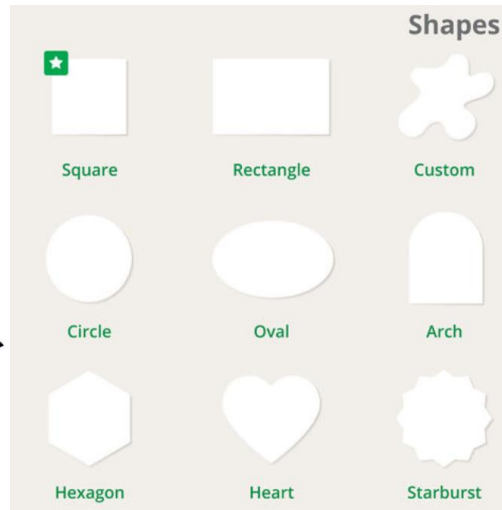 Shapes
Square Rectangle Custom
Circle Oval Arch
Hexagon Heart Starburst